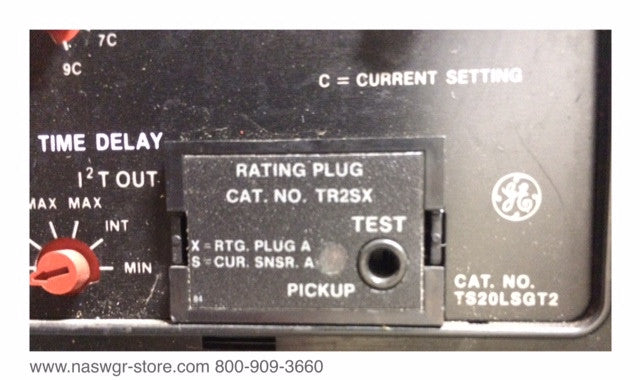 7C
9C
C = CURRENT SETTING
TIME DELAY
I²T OUT
MAX MAX
INT
MIN
RATING PLUG
CAT. NO. TR2SX
TEST
X = RTG. PLUG A
S = CUR. SNSR. A
PICKUP
84
GE
CAT. NO.
TS20LSGT2
www.naswgr-store.com 800-909-3660